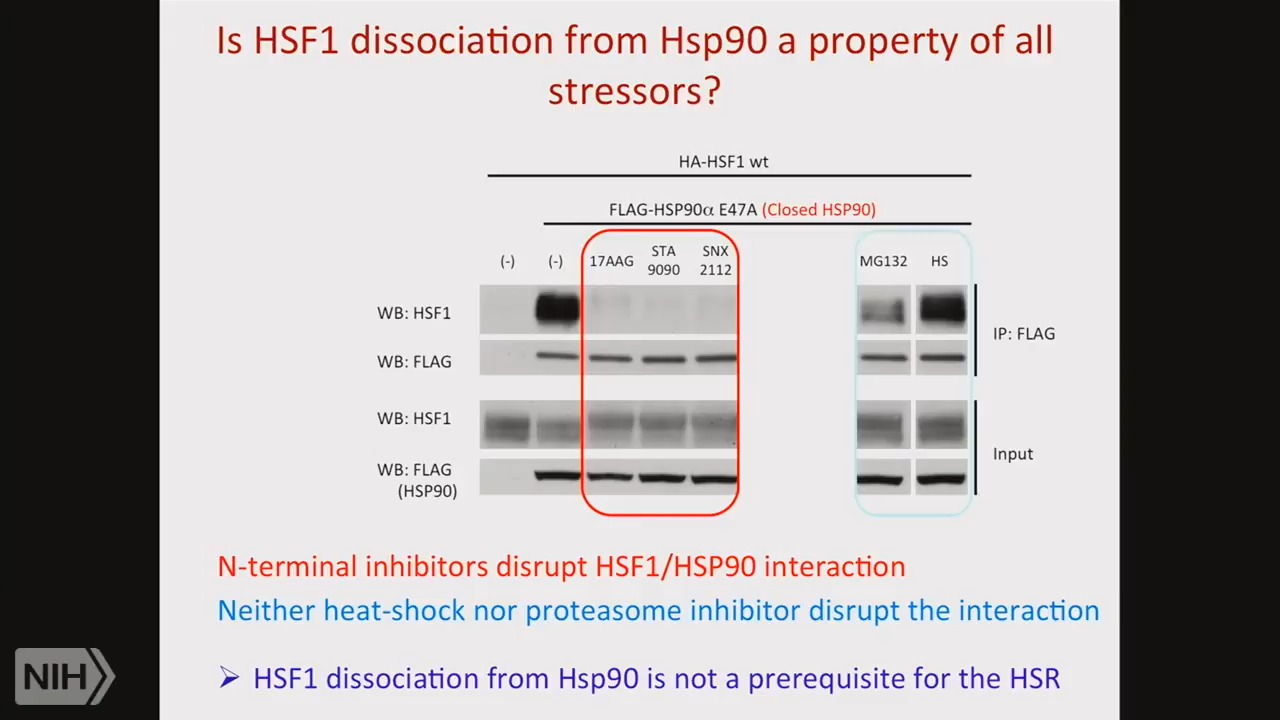 Is HSF1 dissociation from Hsp90 a property of all
stressors?
HA-HSF1 wt
FLAG-HSP90α E47A (Closed HSP90)
(-) (-) 17AAG STA 9090 SNX 2112 MG132 HS
WB: HSF1
IP: FLAG
WB: FLAG
WB: HSF1
Input
WB: FLAG
(HSP90)
N-terminal inhibitors disrupt HSF1/HSP90 interaction
Neither heat-shock nor proteasome inhibitor disrupt the interaction
➢ HSF1 dissociation from Hsp90 is not a prerequisite for the HSR
NIH